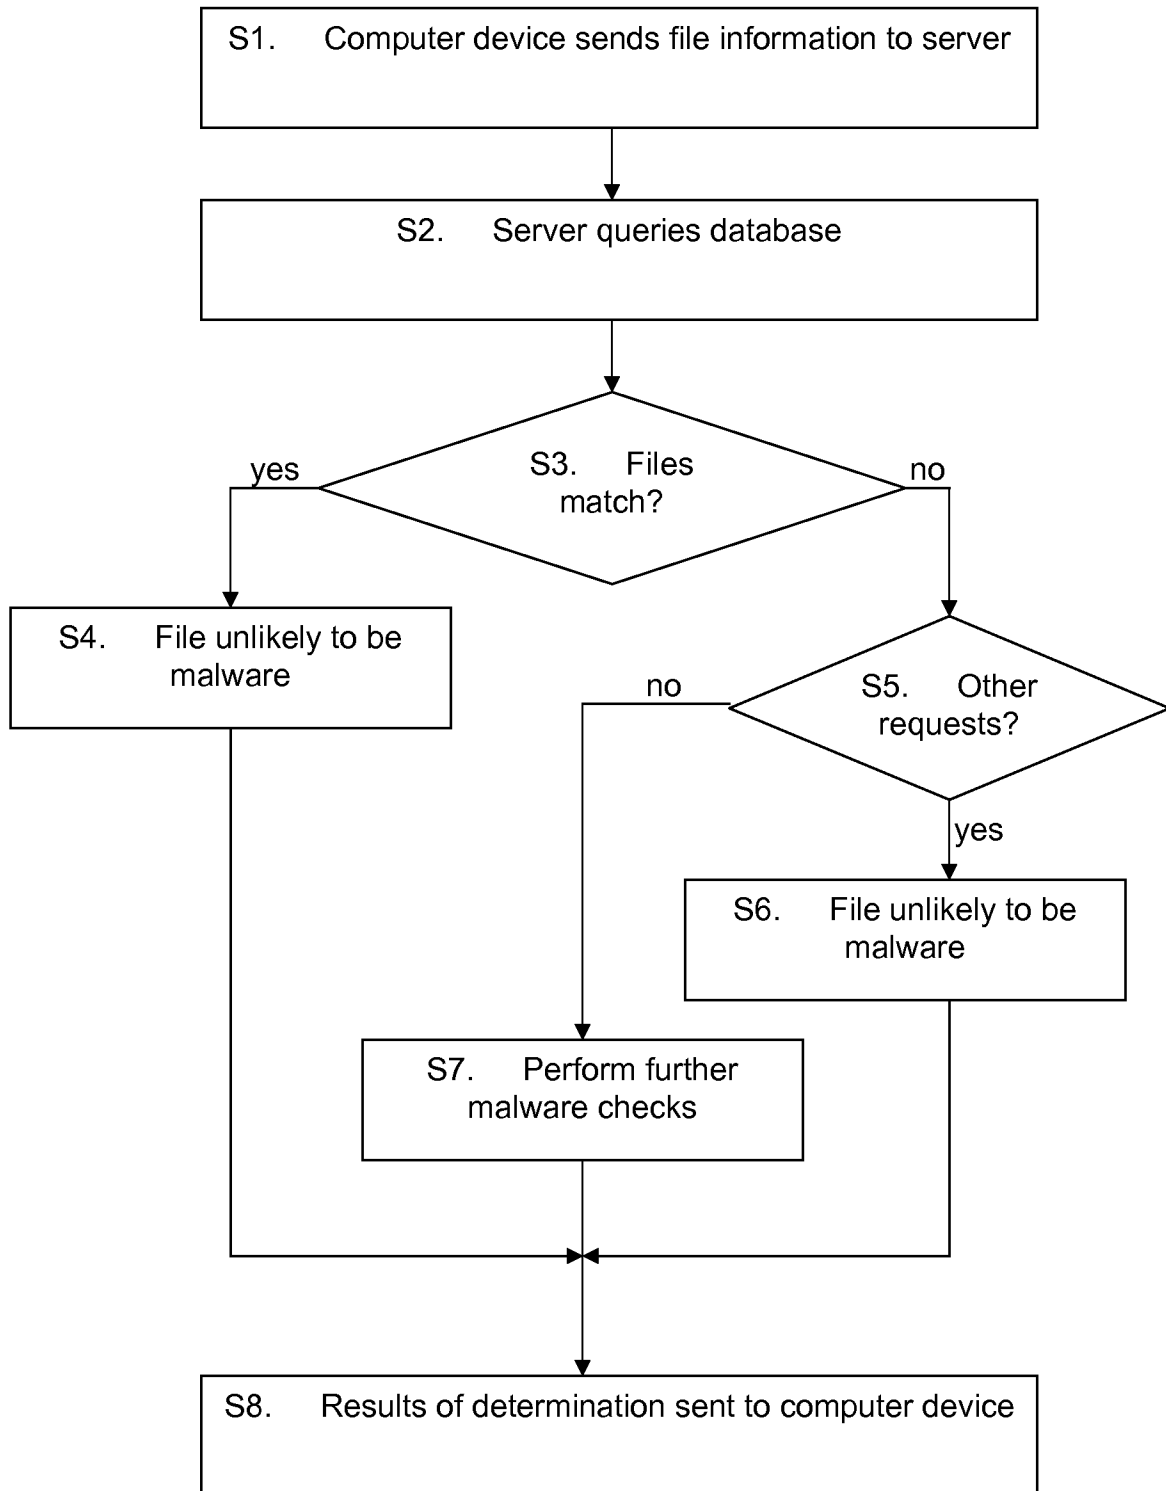 S1. Computer device sends file information to server
S2. Server queries database
S3. Files
match?
yes
no
S4. File unlikely to be
malware
S5. Other
requests?
no
yes
S6. File unlikely to be
malware
S7. Perform further
malware checks
S8. Results of determination sent to computer device